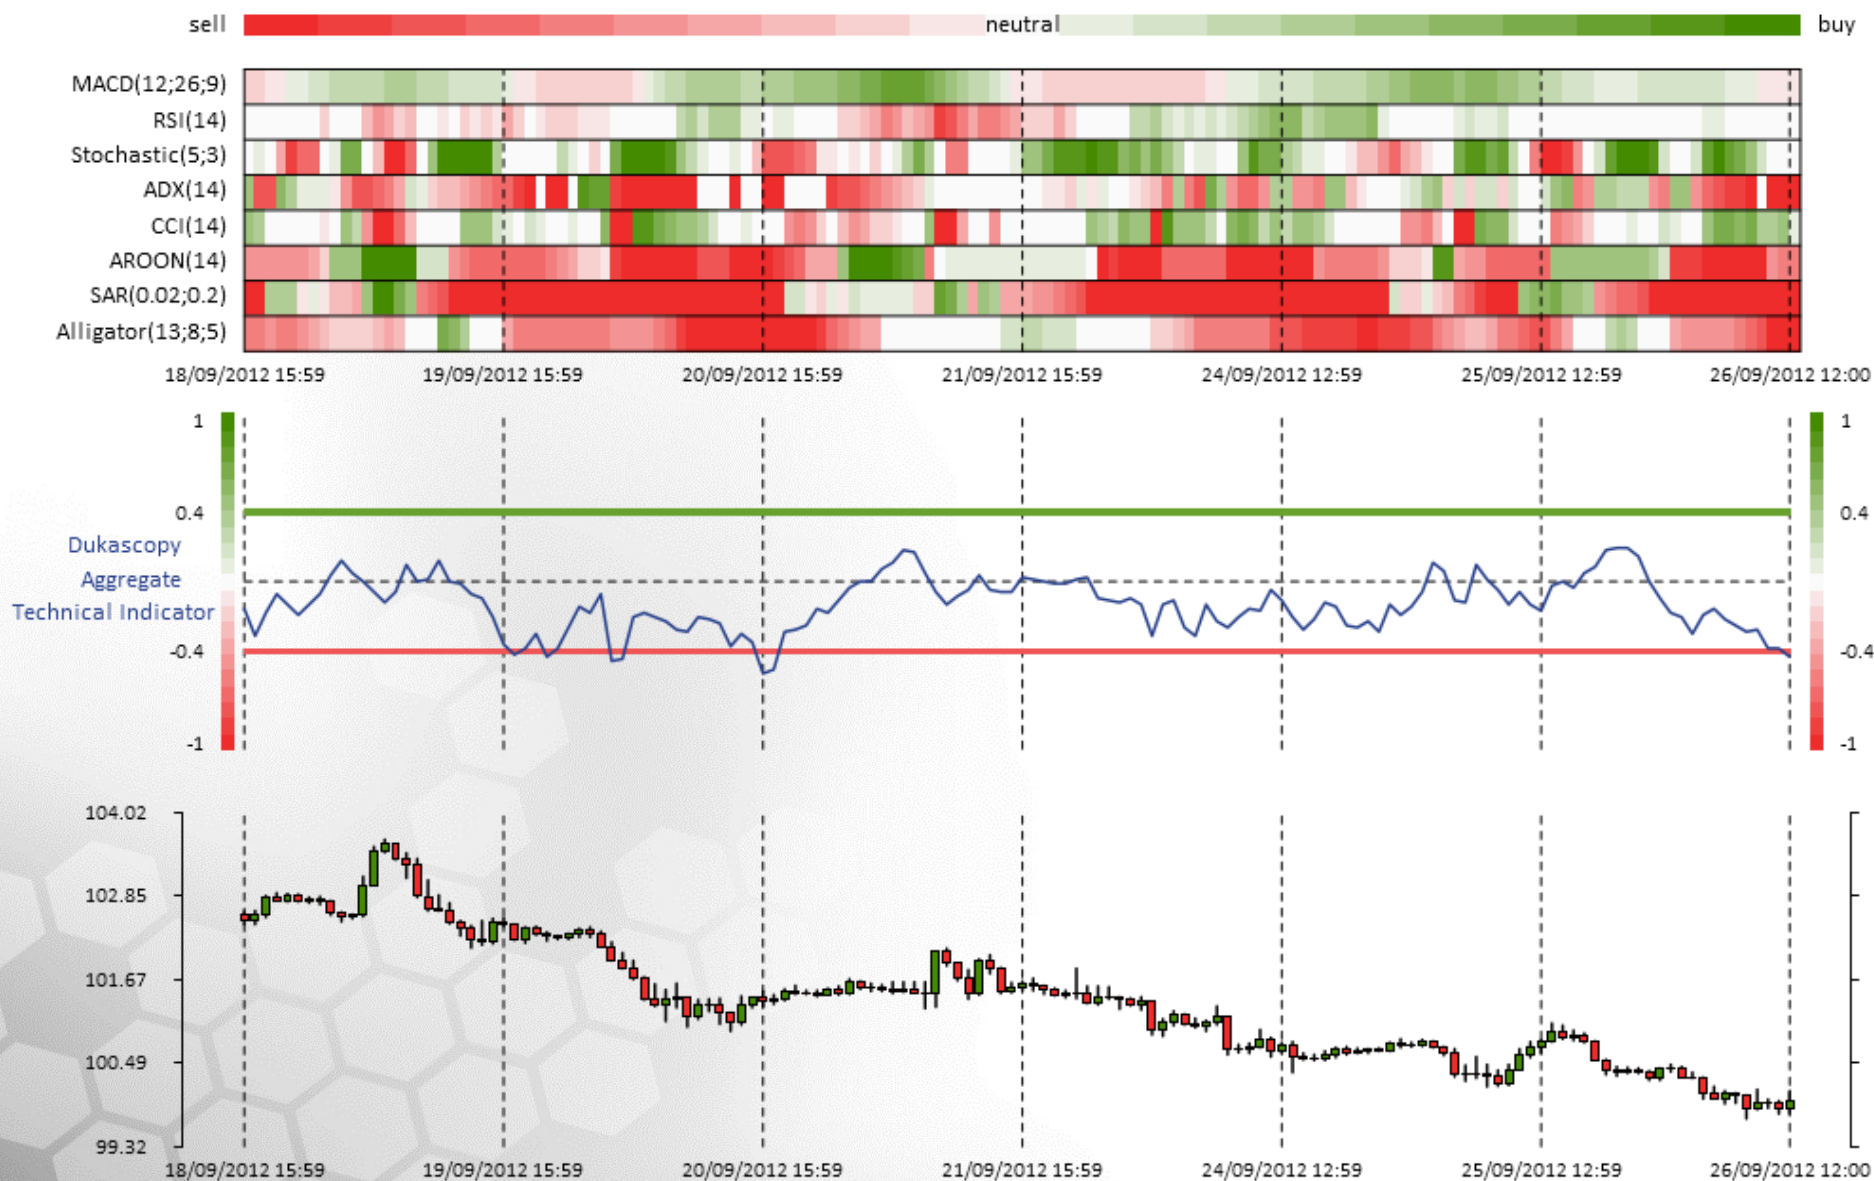 sell neutral buy
MACD(12;26;9)
RSI(14)
Stochastic(5;3)
ADX(14)
CCI(14)
AROON(14)
SAR(0.02;0.2)
Alligator(13;8;5)
18/09/2012 15:59 19/09/2012 15:59 20/09/2012 15:59 21/09/2012 15:59 24/09/2012 12:59 25/09/2012 12:59 26/09/2012 12:00
1 1
0.4 0.4
Dukascopy
Aggregate
Technical Indicator
-0.4 -0.4
-1 -1
104.02
102.85
101.67
100.49
99.32
18/09/2012 15:59 19/09/2012 15:59 20/09/2012 15:59 21/09/2012 15:59 24/09/2012 12:59 25/09/2012 12:59 26/09/2012 12:00